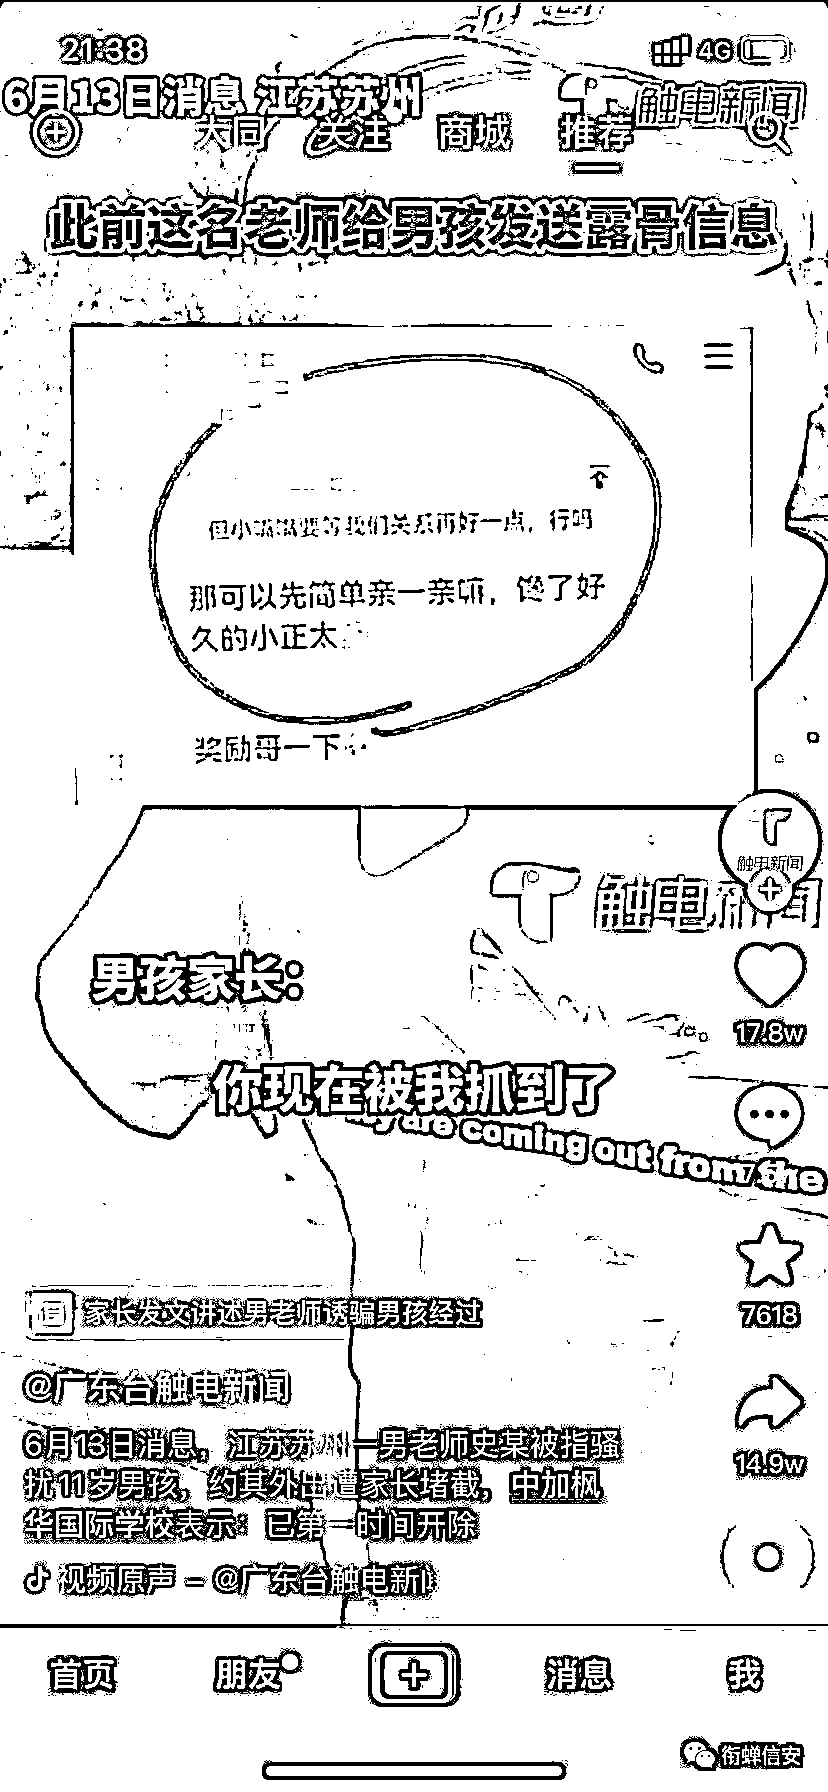 21:38
4G
6月13日消息 江苏苏州
触电新闻
大同 关注 商城 推荐
此前这名老师给男孩发送露骨信息
要等我们关系再好一点，行吗
那可以先简单亲一亲嘛，馋了好
久的小正太
奖励哥一下
触电新闻
触电新闻
男孩家长：
17.8w
你现在被我抓到了
are coming out from the
7618
家长发文讲述男老师诱骗男孩经过
@广东台触电新闻
6月13日消息，江苏苏州一男老师史某被指骚
扰11岁男孩，约其外出遭家长堵截，中加枫
华国际学校表示：已第一时间开除
14.9w
视频原声 - @广东台触电新
首页 朋友 消息 我
衔蝉信安